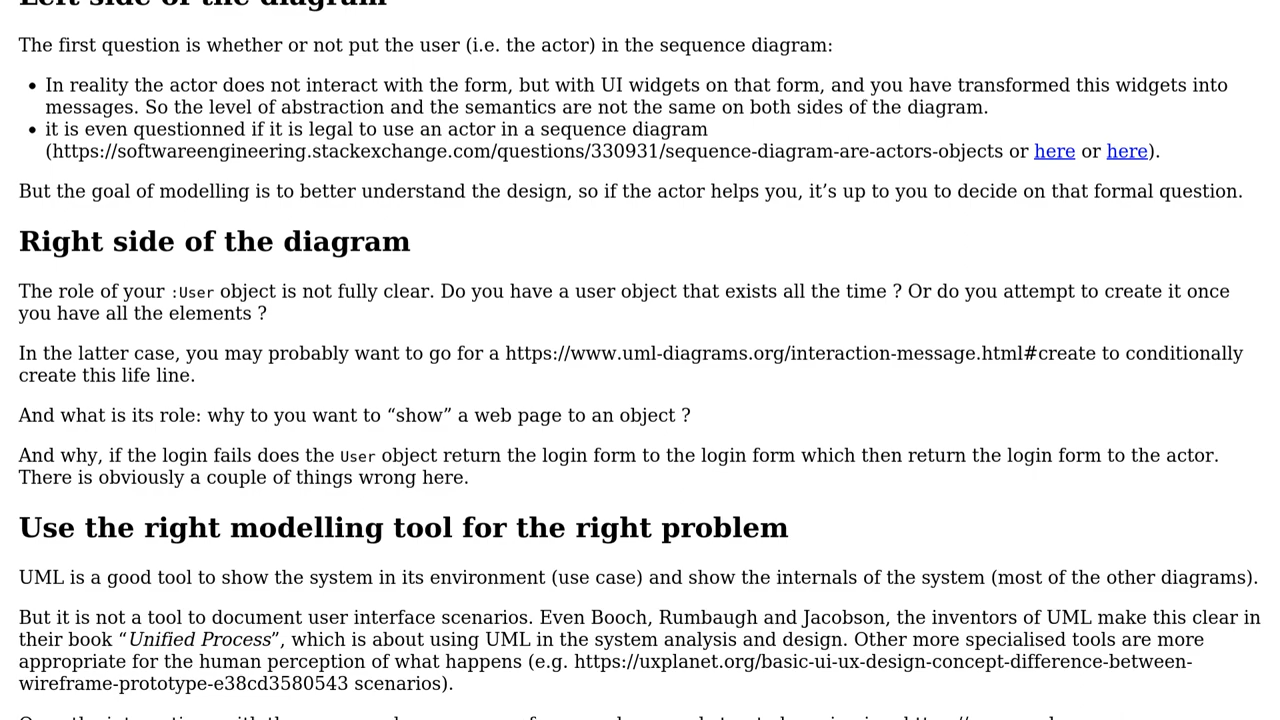 Left side of the diagram
The first question is whether or not put the user (i.e. the actor) in the sequence diagram:
• In reality the actor does not interact with the form, but with UI widgets on that form, and you have transformed this widgets into
messages. So the level of abstraction and the semantics are not the same on both sides of the diagram.
• it is even questionned if it is legal to use an actor in a sequence diagram
(https://softwareengineering.stackexchange.com/questions/330931/sequence-diagram-are-actors-objects or here or here).
But the goal of modelling is to better understand the design, so if the actor helps you, it’s up to you to decide on that formal question.
Right side of the diagram
The role of your :User object is not fully clear. Do you have a user object that exists all the time ? Or do you attempt to create it once
you have all the elements ?
In the latter case, you may probably want to go for a https://www.uml-diagrams.org/interaction-message.html#create to conditionally
create this life line.
And what is its role: why to you want to “show” a web page to an object ?
And why, if the login fails does the User object return the login form to the login form which then return the login form to the actor.
There is obviously a couple of things wrong here.
Use the right modelling tool for the right problem
UML is a good tool to show the system in its environment (use case) and show the internals of the system (most of the other diagrams).
But it is not a tool to document user interface scenarios. Even Booch, Rumbaugh and Jacobson, the inventors of UML make this clear in
their book “Unified Process”, which is about using UML in the system analysis and design. Other more specialised tools are more
appropriate for the human perception of what happens (e.g. https://uxplanet.org/basic-ui-ux-design-concept-difference-between-
wireframe-prototype-e38cd3580543 scenarios).